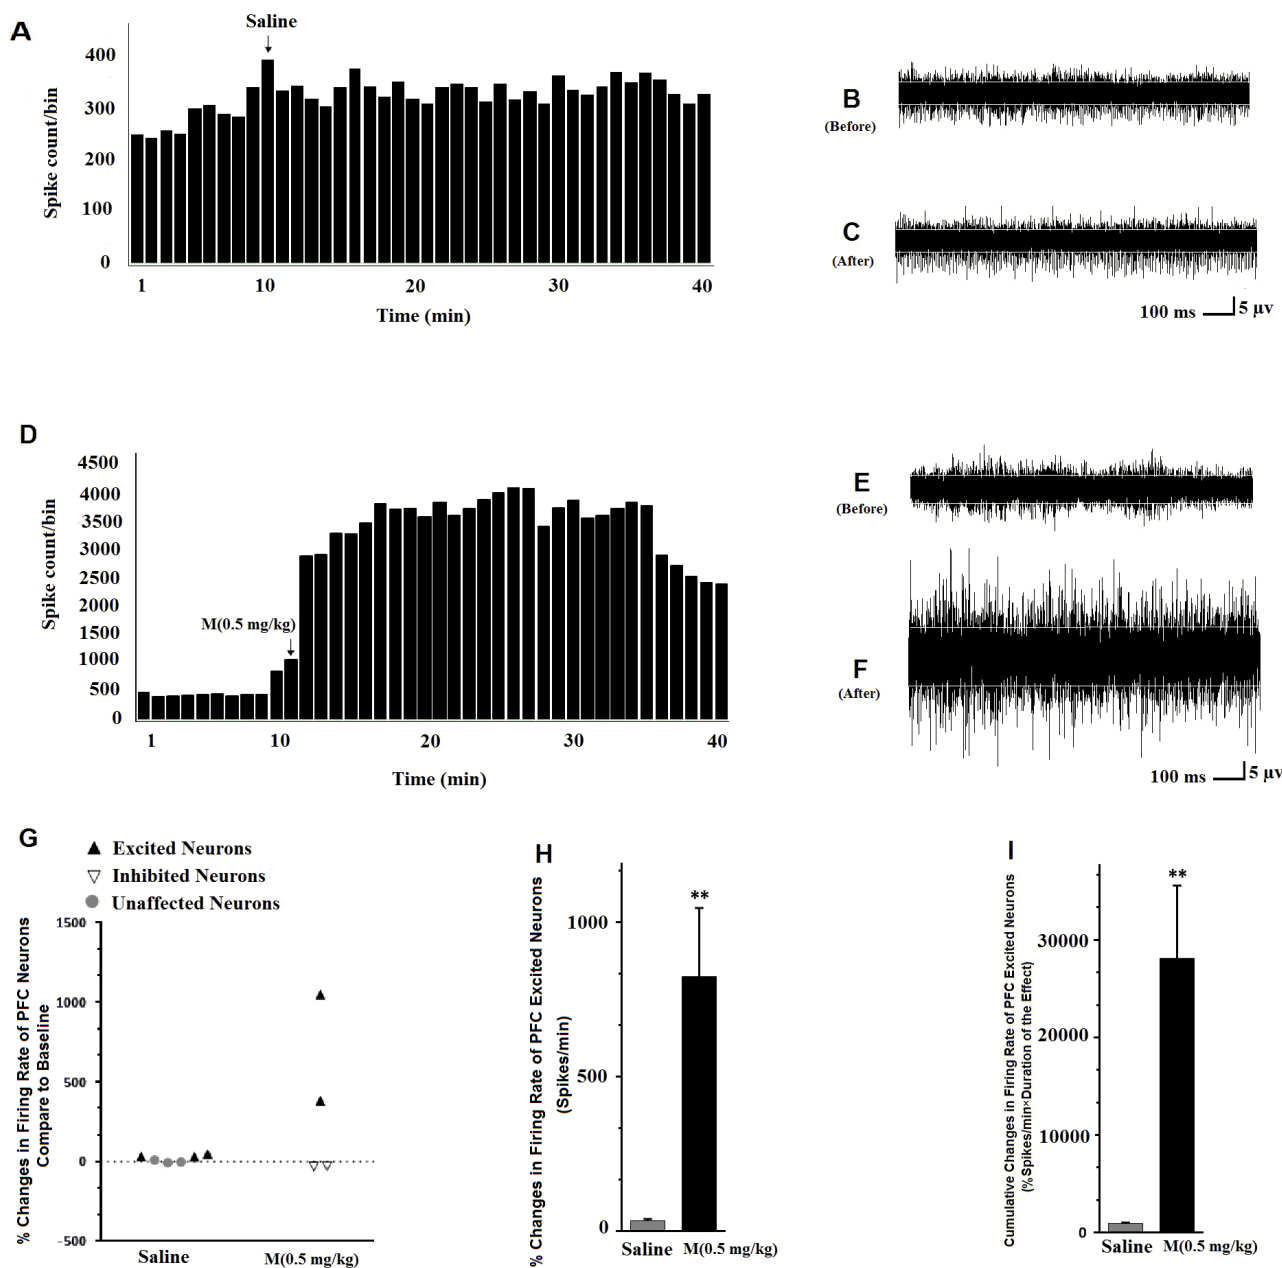 A
Saline
400
300
200
100
0
Spike count/bin
1 10 20 30 40
Time (min)
B
(Before)
C
(After)
100 ms 5 μv
D
4500
4000
3500
3000
2500
2000
1500
1000
500
0
Spike count/bin
M(0.5 mg/kg)
1 10 20 30 40
Time (min)
E
(Before)
F
(After)
100 ms 5 μv
G
Excited Neurons
Inhibited Neurons
Unaffected Neurons
% Changes in Firing Rate of PFC Neurons
Compare to Baseline
1500
1000
500
0
-500
Saline M(0.5 mg/kg)
H
% Changes in Firing Rate of PFC Excited Neurons
(Spikes/min)
1000
500
0
**
Saline M(0.5 mg/kg)
I
Cumulative Changes in Firing Rate of PFC Excited Neurons
(%Spikes/min×Duration of the Effect)
30000
20000
10000
0
**
Saline M(0.5 mg/kg)